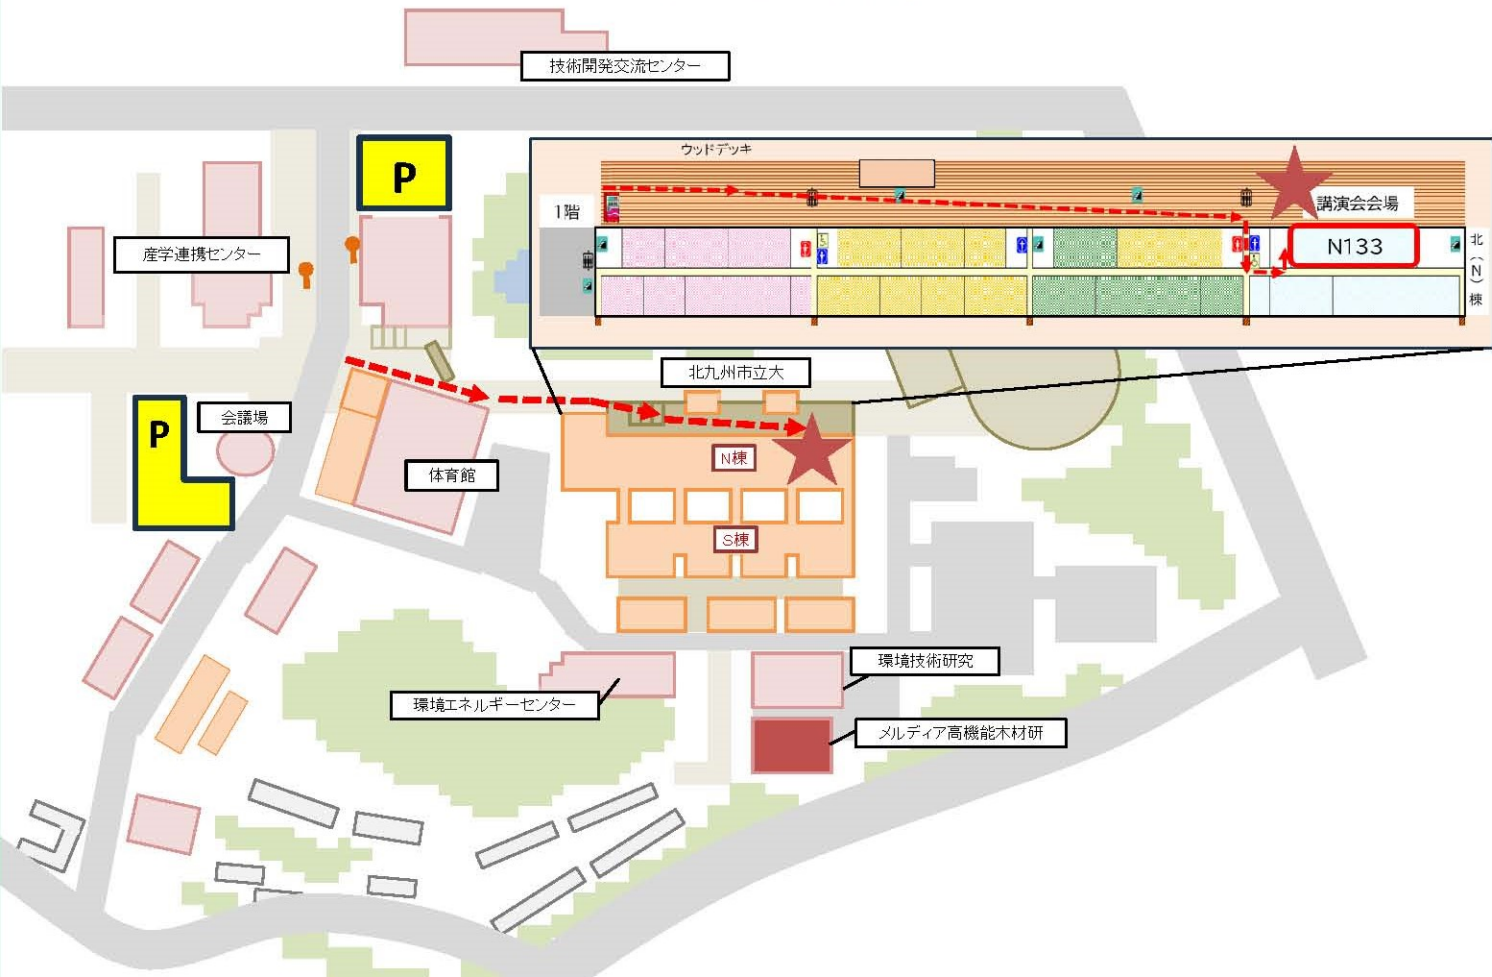 技術開発交流センター
P
ウッドデッキ
1階
講演会会場
N133
北(N)棟
産学連携センター
北九州市立大
P
会議場
体育館
N棟
S棟
環境技術研究
環境エネルギーセンター
メルディア高機能木材研